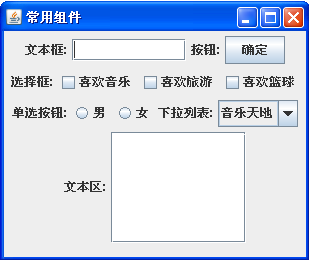 常用组件
文本框: 按钮: 确定
选择框: 喜欢音乐 喜欢旅游 喜欢篮球
单选按钮: 男 女 下拉列表: 音乐天地
文本区: